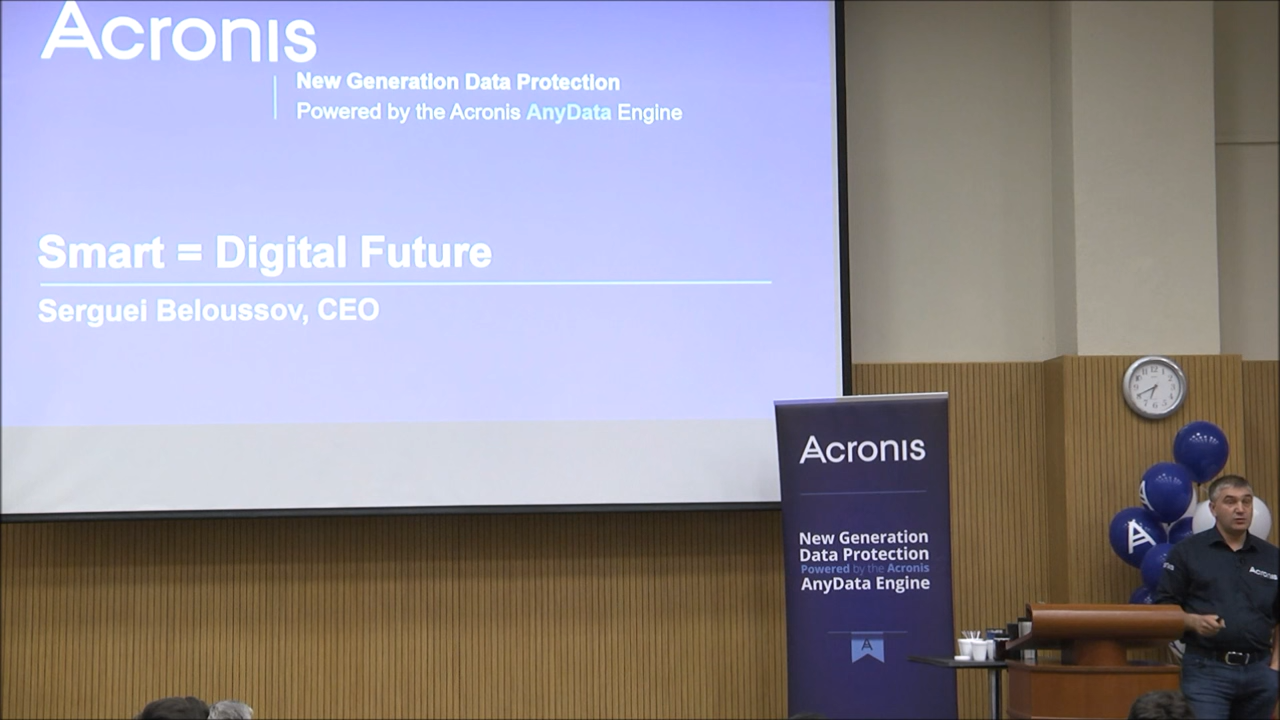 Acronis
New Generation Data Protection
Powered by the Acronis AnyData Engine
Smart = Digital Future
Serguei Beloussov, CEO
Acronis
New Generation
Data Protection
Powered by the Acronis
AnyData Engine
Acronis